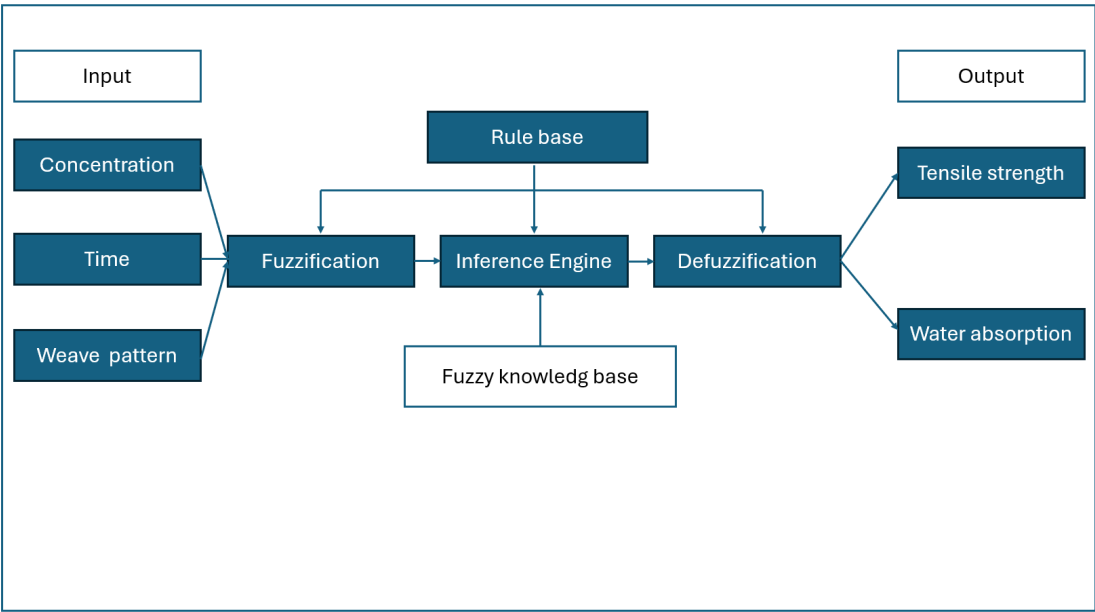 Input
Output
Rule base
Concentration
Tensile strength
Time
Fuzzification
Inference Engine
Defuzzification
Water absorption
Weave  pattern
Fuzzy knowledg base